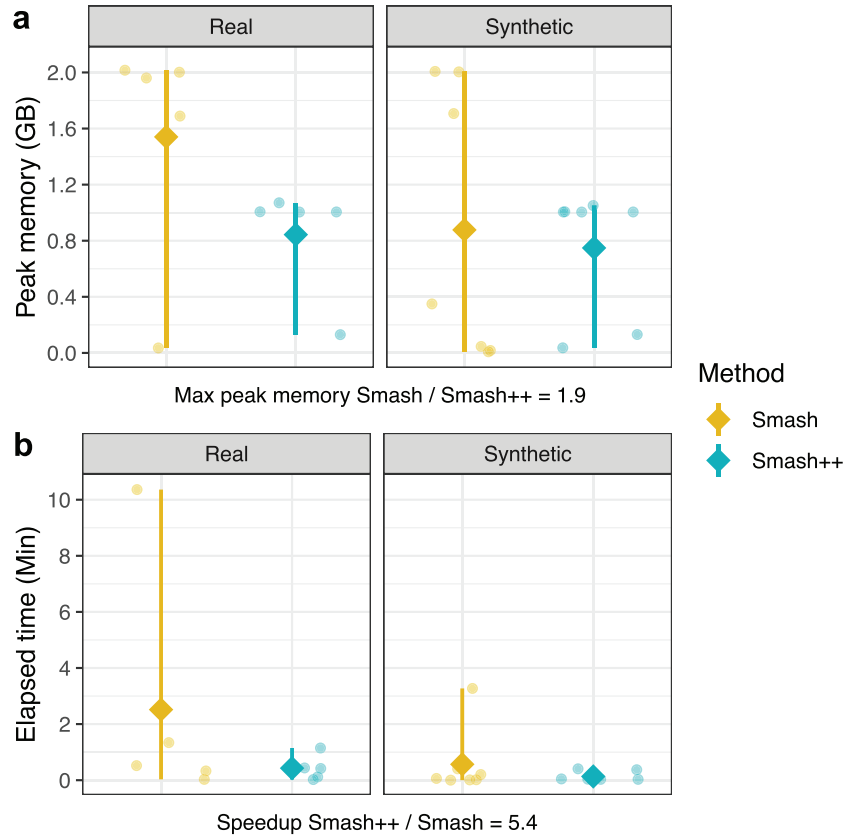 a
Real
Synthetic
Peak memory (GB)
2.0
1.6
1.2
0.8
0.4
0.0
Max peak memory Smash / Smash++ = 1.9
Method
Smash
Smash++
b
Real
Synthetic
Elapsed time (Min)
10
8
6
4
2
0
Speedup Smash++ / Smash = 5.4